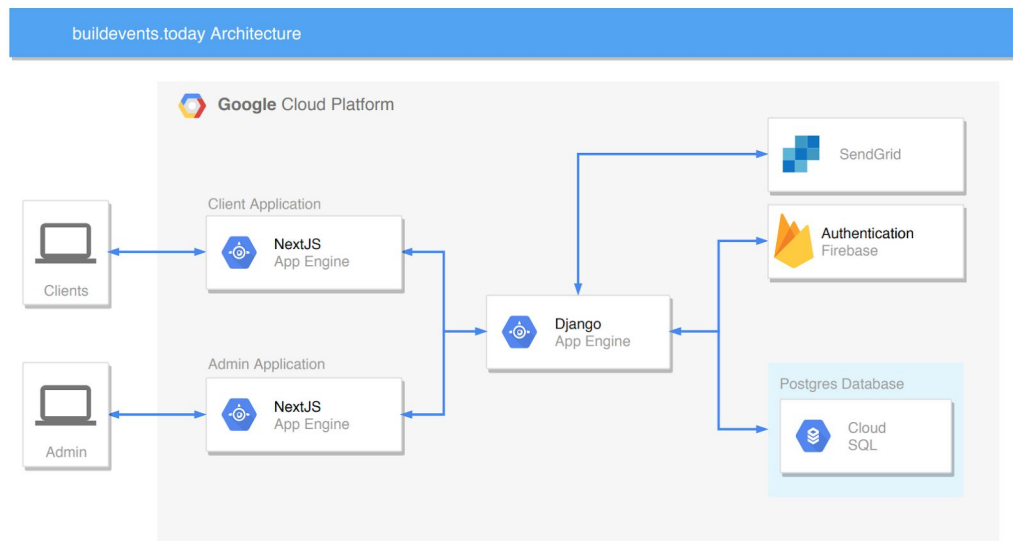 buildevents.today Architecture
Google Cloud Platform
SendGrid
Client Application
NextJS
App Engine
Authentication
Firebase
Clients
Django
App Engine
Admin Application
NextJS
App Engine
Postgres Database
Cloud
SQL
Admin